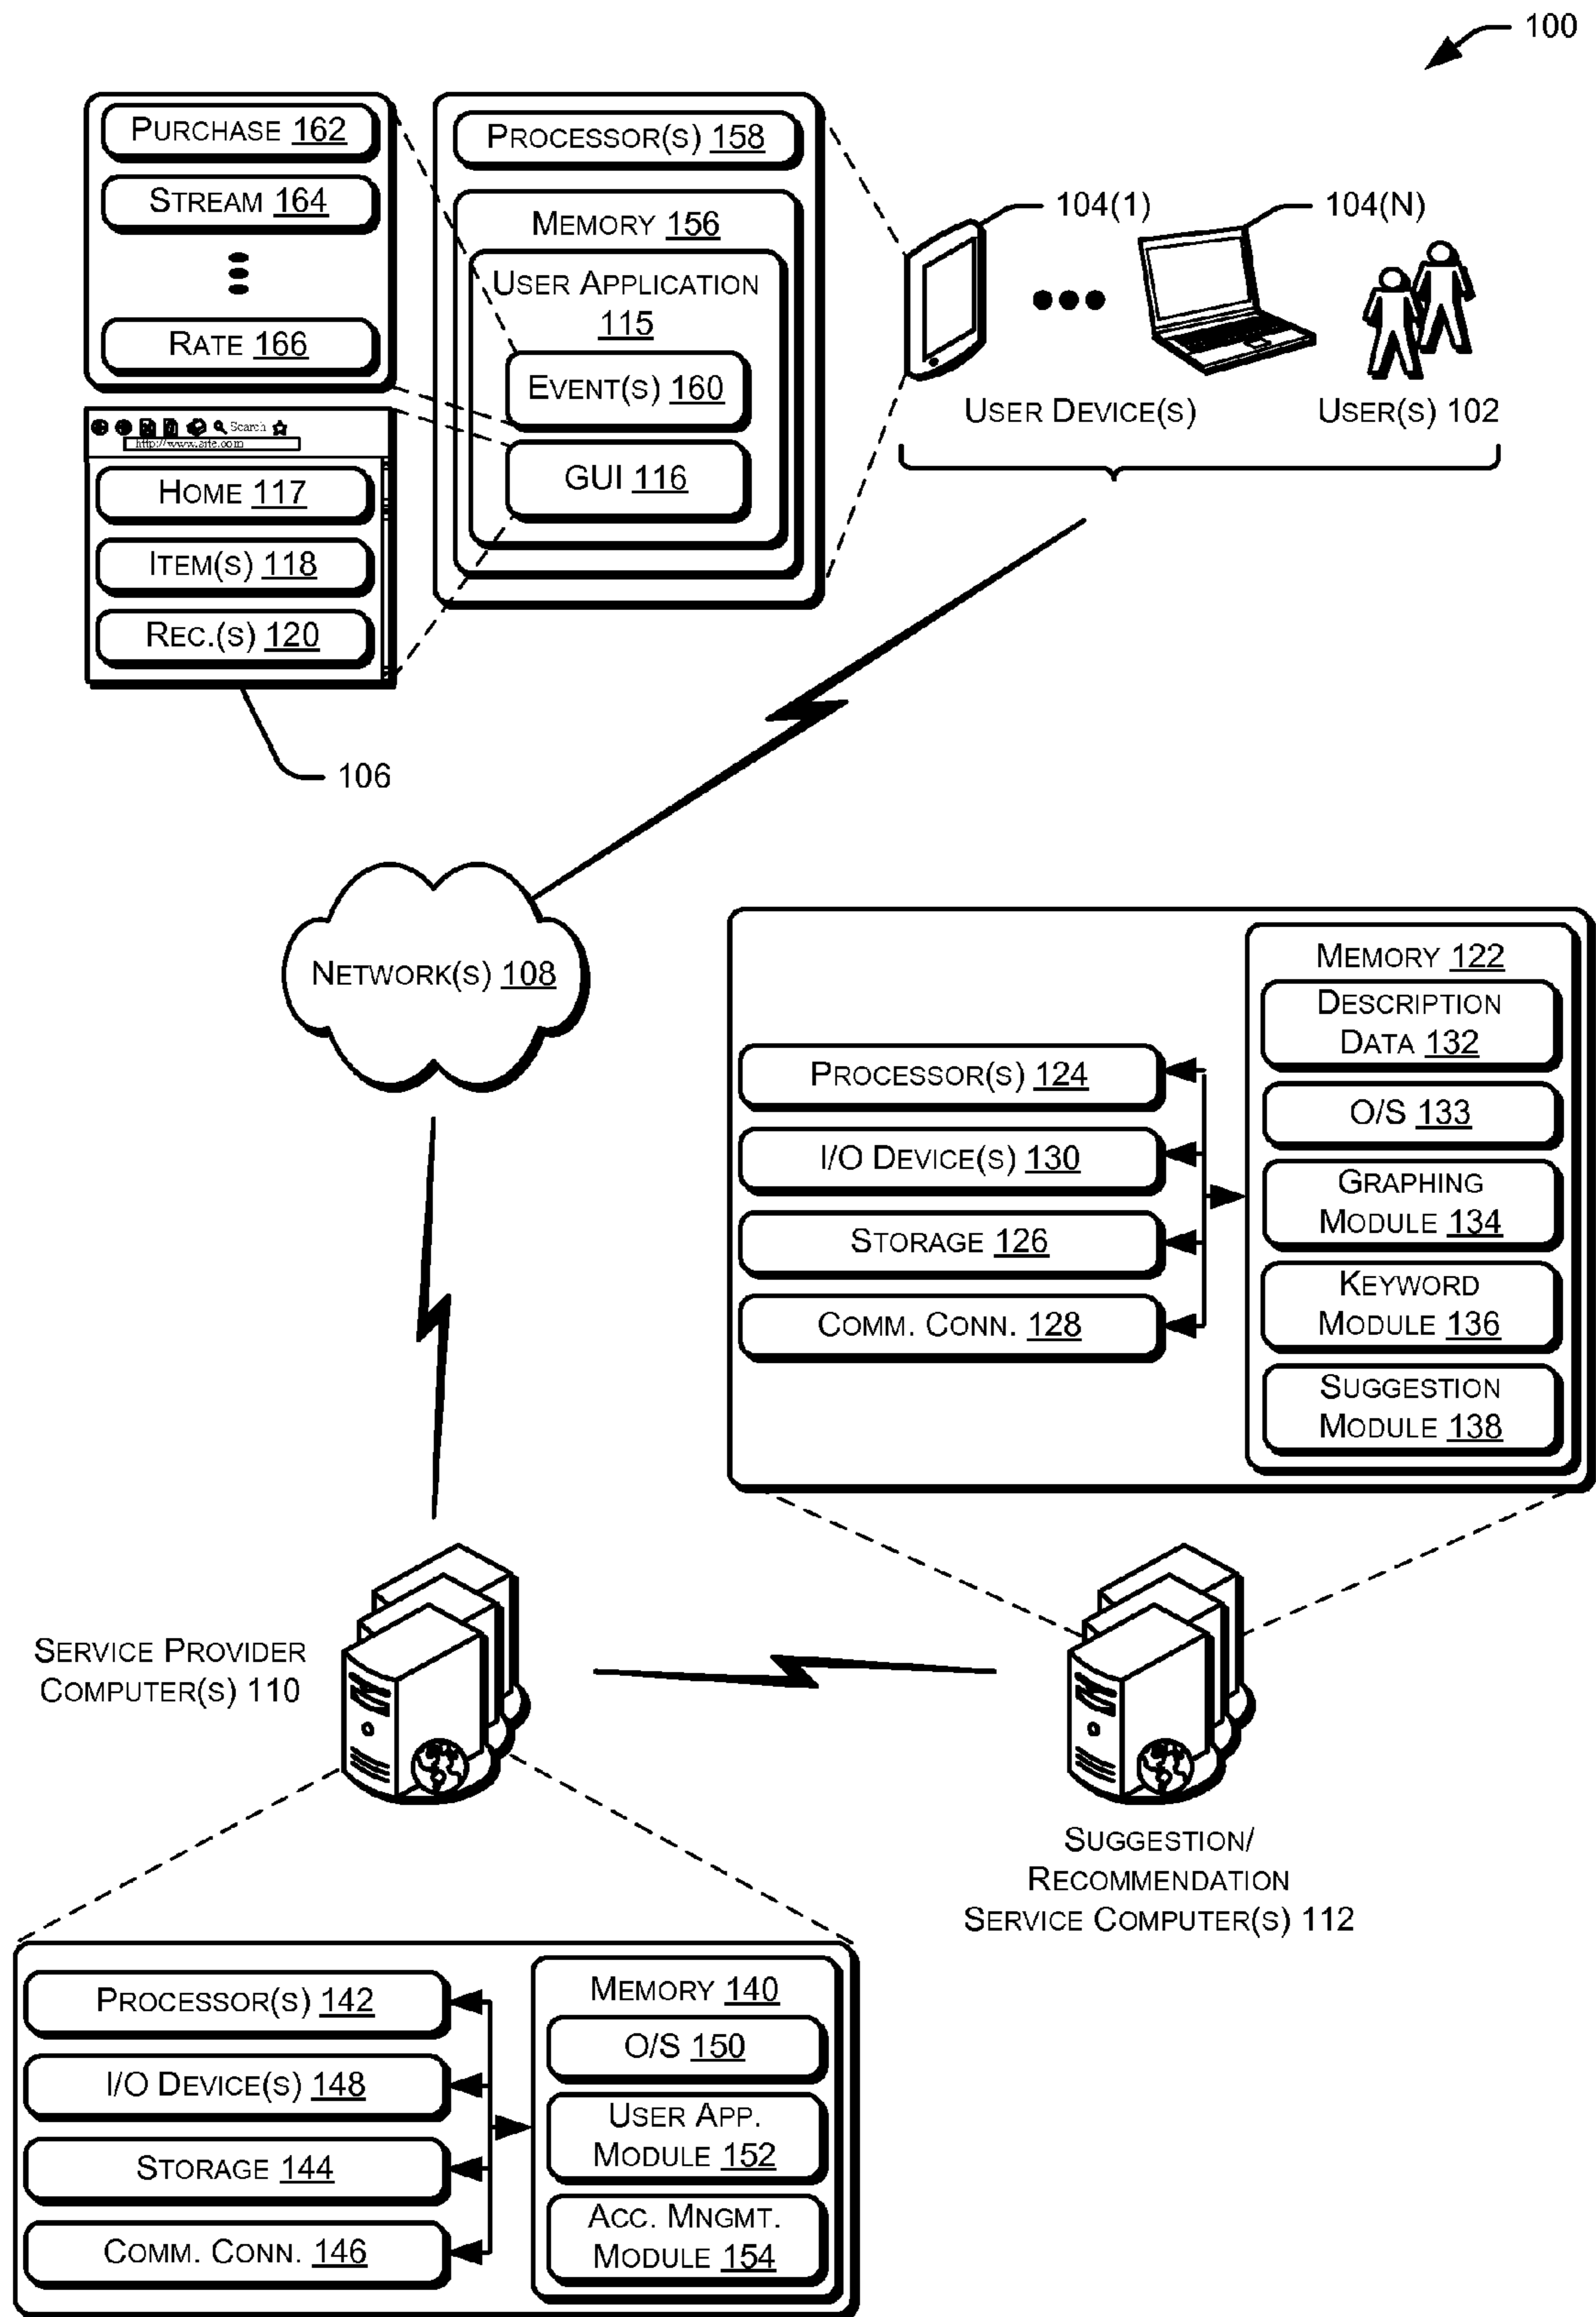 100
PURCHASE 162
STREAM 164
RATE 166
PROCESSOR(S) 158
MEMORY 156
USER APPLICATION
115
EVENT(S) 160
GUI 116
104(1)
104(N)
USER DEVICE(S)
USER(S) 102
Search
http://www.site.com
HOME 117
ITEM(S) 118
REC.(S) 120
106
NETWORK(S) 108
PROCESSOR(S) 124
I/O DEVICE(S) 130
STORAGE 126
COMM. CONN. 128
MEMORY 122
DESCRIPTION
DATA 132
O/S 133
GRAPHING
MODULE 134
KEYWORD
MODULE 136
SUGGESTION
MODULE 138
SERVICE PROVIDER
COMPUTER(S) 110
SUGGESTION/
RECOMMENDATION
SERVICE COMPUTER(S) 112
PROCESSOR(S) 142
I/O DEVICE(S) 148
STORAGE 144
COMM. CONN. 146
MEMORY 140
O/S 150
USER APP.
MODULE 152
ACC. MNGMT.
MODULE 154